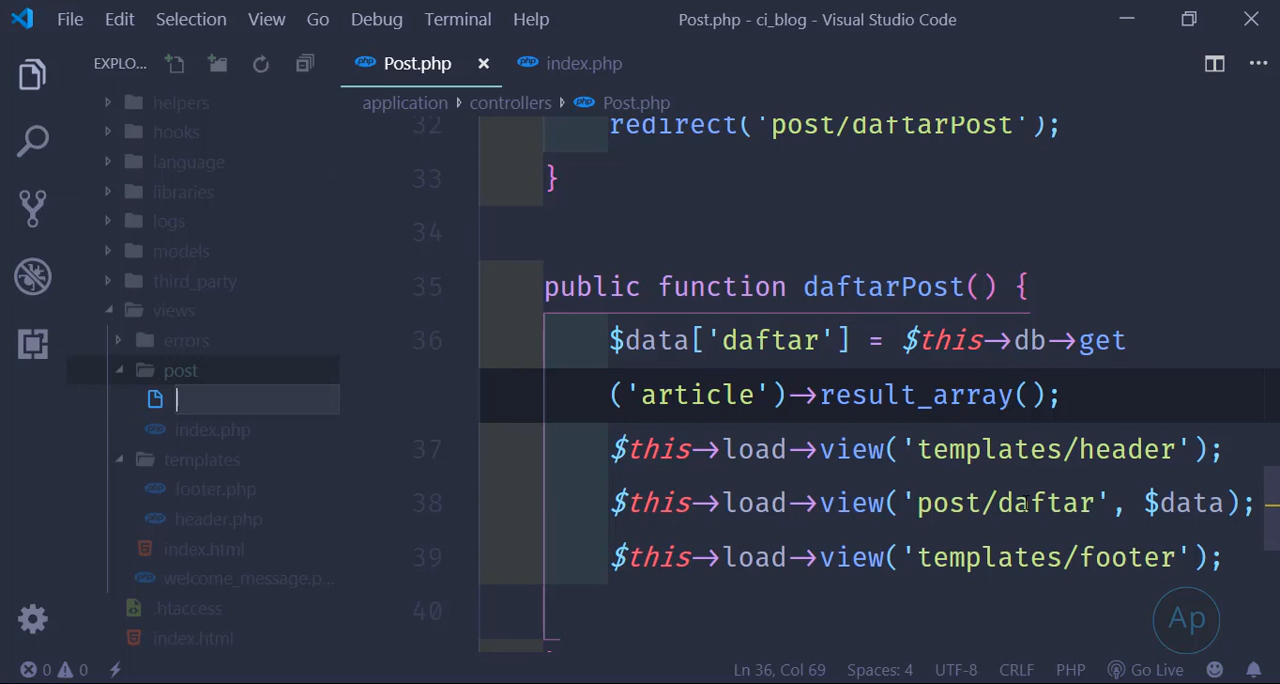 File Edit Selection View Go Debug Terminal Help Post.php - ci_blog - Visual Studio Code
EXPLO... Post.php × index.php
application controllers Post.php
helpers
hooks
language
libraries
logs
models
third_party
views
errors
post
index.php
templates
footer.php
header.php
index.html
welcome_message.p...
.htaccess
index.html
32 redirect('post/daftarPost');
33 }
34
35 public function daftarPost() {
36 $data['daftar'] = $this->db->get
('article')->result_array();
37 $this->load->view('templates/header');
38 $this->load->view('post/daftar', $data);
39 $this->load->view('templates/footer');
40
Ap
0 0 Ln 36, Col 69 Spaces: 4 UTF-8 CRLF PHP Go Live